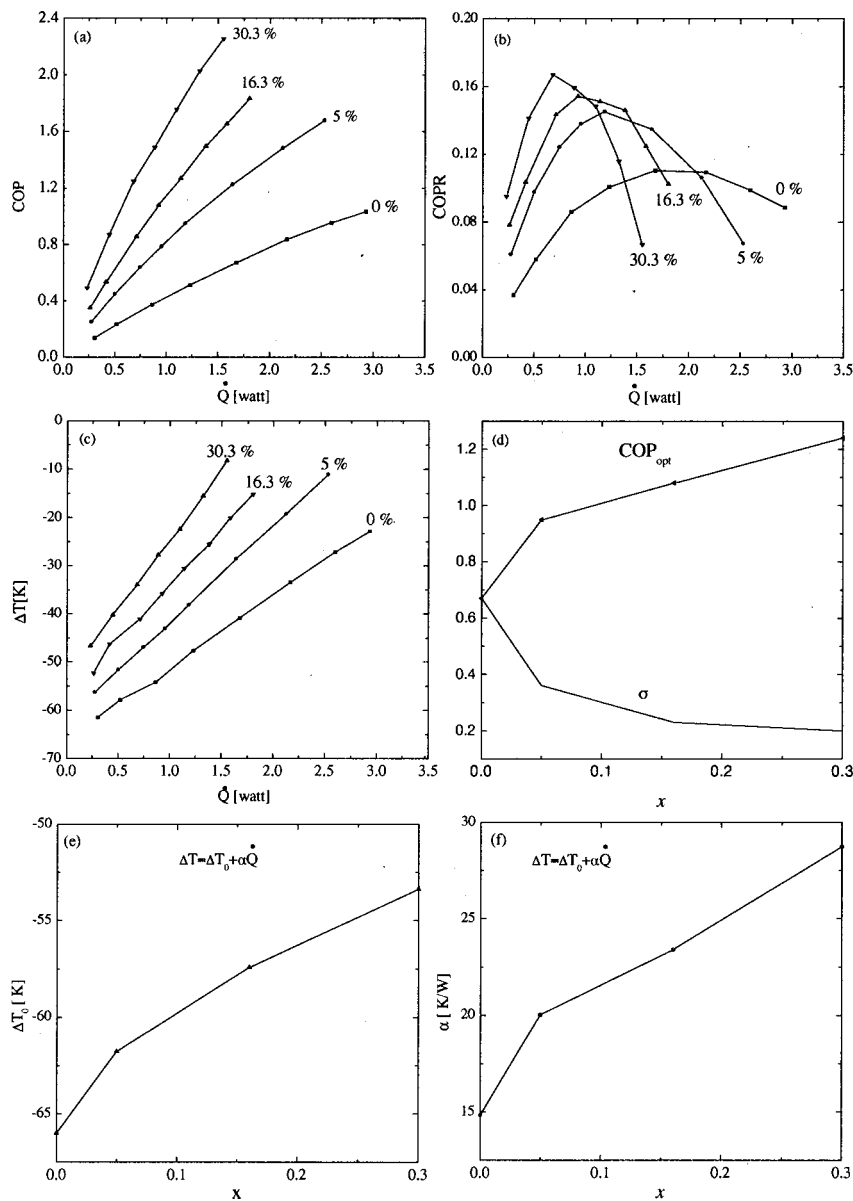 (a)
COP
2.4
2.0
1.6
1.2
0.8
0.4
0.0
30.3 %
16.3 %
5 %
0 %
0.0 0.5 1.0 1.5 2.0 2.5 3.0 3.5
Q̇ [watt]
(b)
COPR
0.20
0.16
0.12
0.08
0.04
0.00
0 %
16.3 %
30.3 %
5 %
0.0 0.5 1.0 1.5 2.0 2.5 3.0 3.5
Q̇ [watt]
(c)
ΔT[K]
0
-10
-20
-30
-40
-50
-60
-70
30.3 %
16.3 %
5 %
0 %
0.0 0.5 1.0 1.5 2.0 2.5 3.0 3.5
Q̇ [watt]
(d)
COPopt
1.2
1.0
0.8
0.6
0.4
0.2
σ
0.0 0.1 0.2 0.3
x
(e)
ΔT=ΔT0+αQ̇
ΔT0 [ K]
-50
-55
-60
-65
0.0 0.1 0.2 0.3
x
(f)
ΔT=ΔT0+αQ̇
α [ K/W]
30
25
20
15
0.0 0.1 0.2 0.3
x